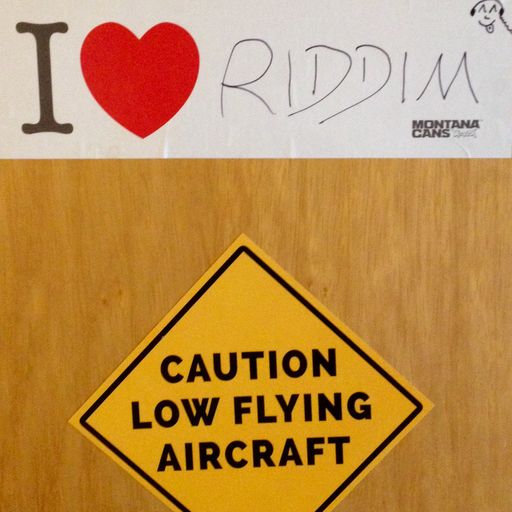 I ❤ RIDDIM
MONTANA
CANS
CAUTION
LOW FLYING
AIRCRAFT